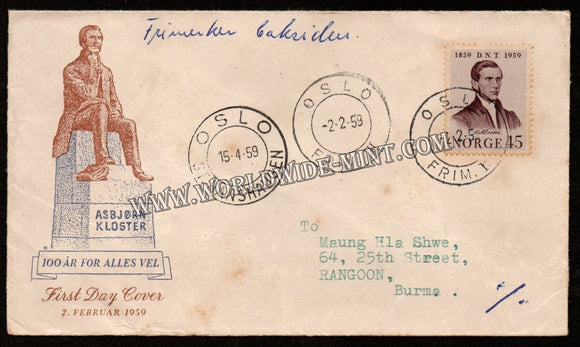 Frimerker baksiden.
1859 D.N.T. 1959
NORGE 45
OSLO
15-4-59
OSLO
-2-2-59
OSLO
FRIM.1
www.WORLDWIDE-MINT.com
ASBJØRN
KLOSTER
100 ÅR FOR ALLES VEL
First Day Cover
2. FEBRUAR 1959
To
Maung Hla Shwe,
64, 25th Street,
RANGOON,
Burma.